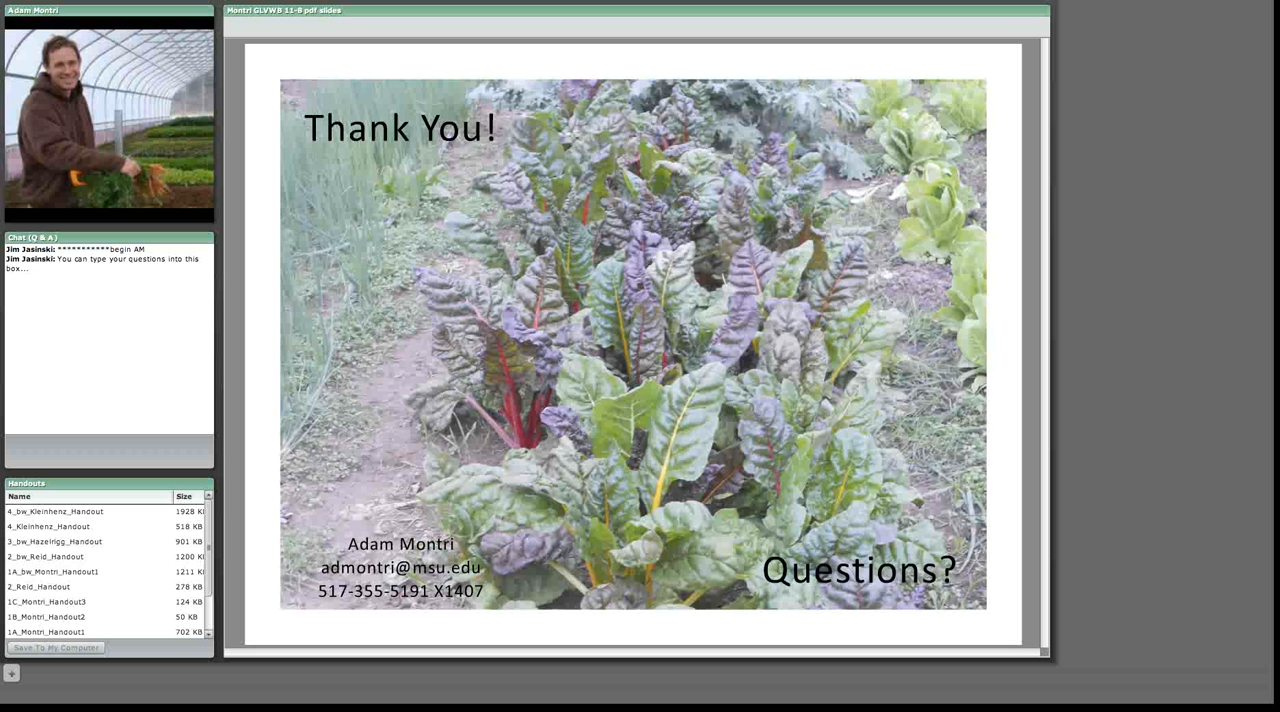 Adam Montri
Chat (Q & A)
Jim Jasinski: ***********begin AM
Jim Jasinski: You can type your questions into this
box...
Handouts
Name Size
4_bw_Kleinhenz_Handout 1928 K
4_Kleinhenz_Handout 518 KB
3_bw_Hazelrigg_Handout 901 KB
2_bw_Reid_Handout 1200 K
1A_bw_Montri_Handout1 1211 K
2_Reid_Handout 278 KB
1C_Montri_Handout3 124 KB
1B_Montri_Handout2 50 KB
1A_Montri_Handout1 702 KB
Save To My Computer
Montri GLVWB 11-8 pdf slides
Thank You!
Adam Montri
admontri@msu.edu
517-355-5191 X1407
Questions?